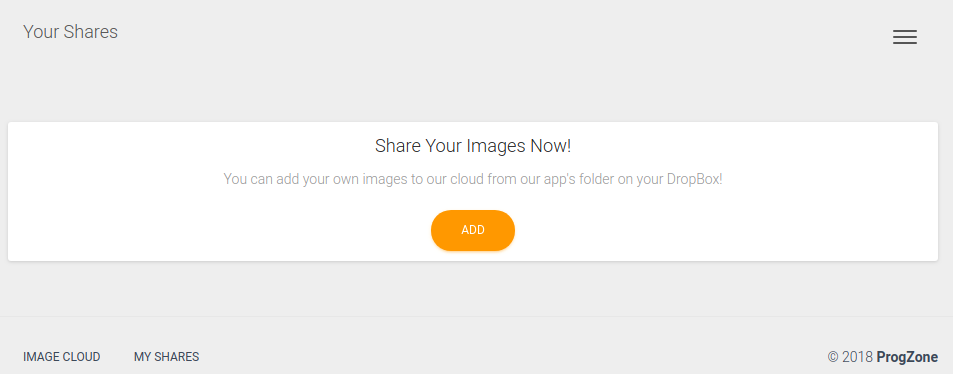 Your Shares
Share Your Images Now!
You can add your own images to our cloud from our app's folder on your DropBox!
ADD
IMAGE CLOUD MY SHARES © 2018 ProgZone